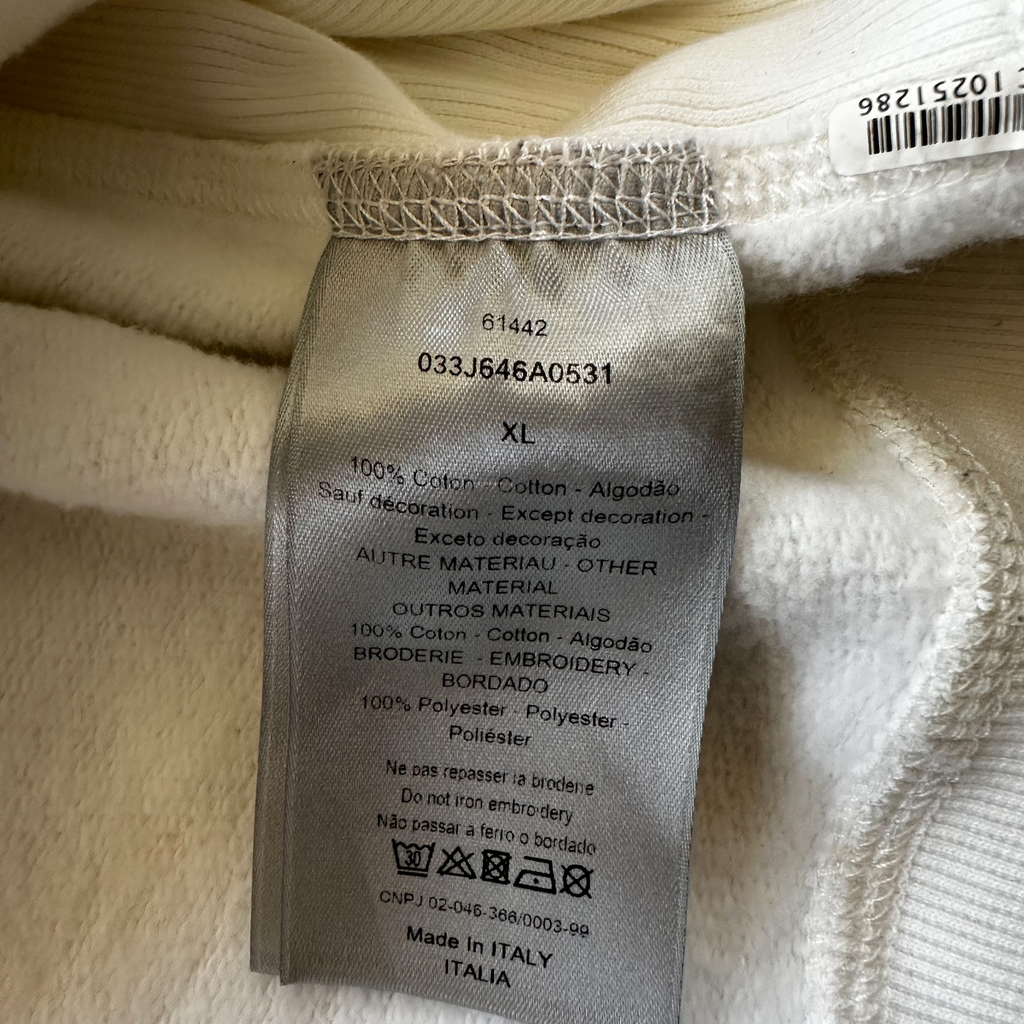 10251286
61442
033J646A0531
XL
100% Coton - Cotton - Algodão
Sauf décoration - Except decoration -
Exceto decoração
AUTRE MATERIAU - OTHER
MATERIAL
OUTROS MATERIAIS
100% Coton - Cotton - Algodão
BRODERIE - EMBROIDERY -
BORDADO
100% Polyester - Polyester -
Poliéster
Ne pas repasser la broderie
Do not iron embroidery
Não passar a ferro o bordado
30
CNPJ 02-046-366/0003-99
Made In ITALY
ITALIA